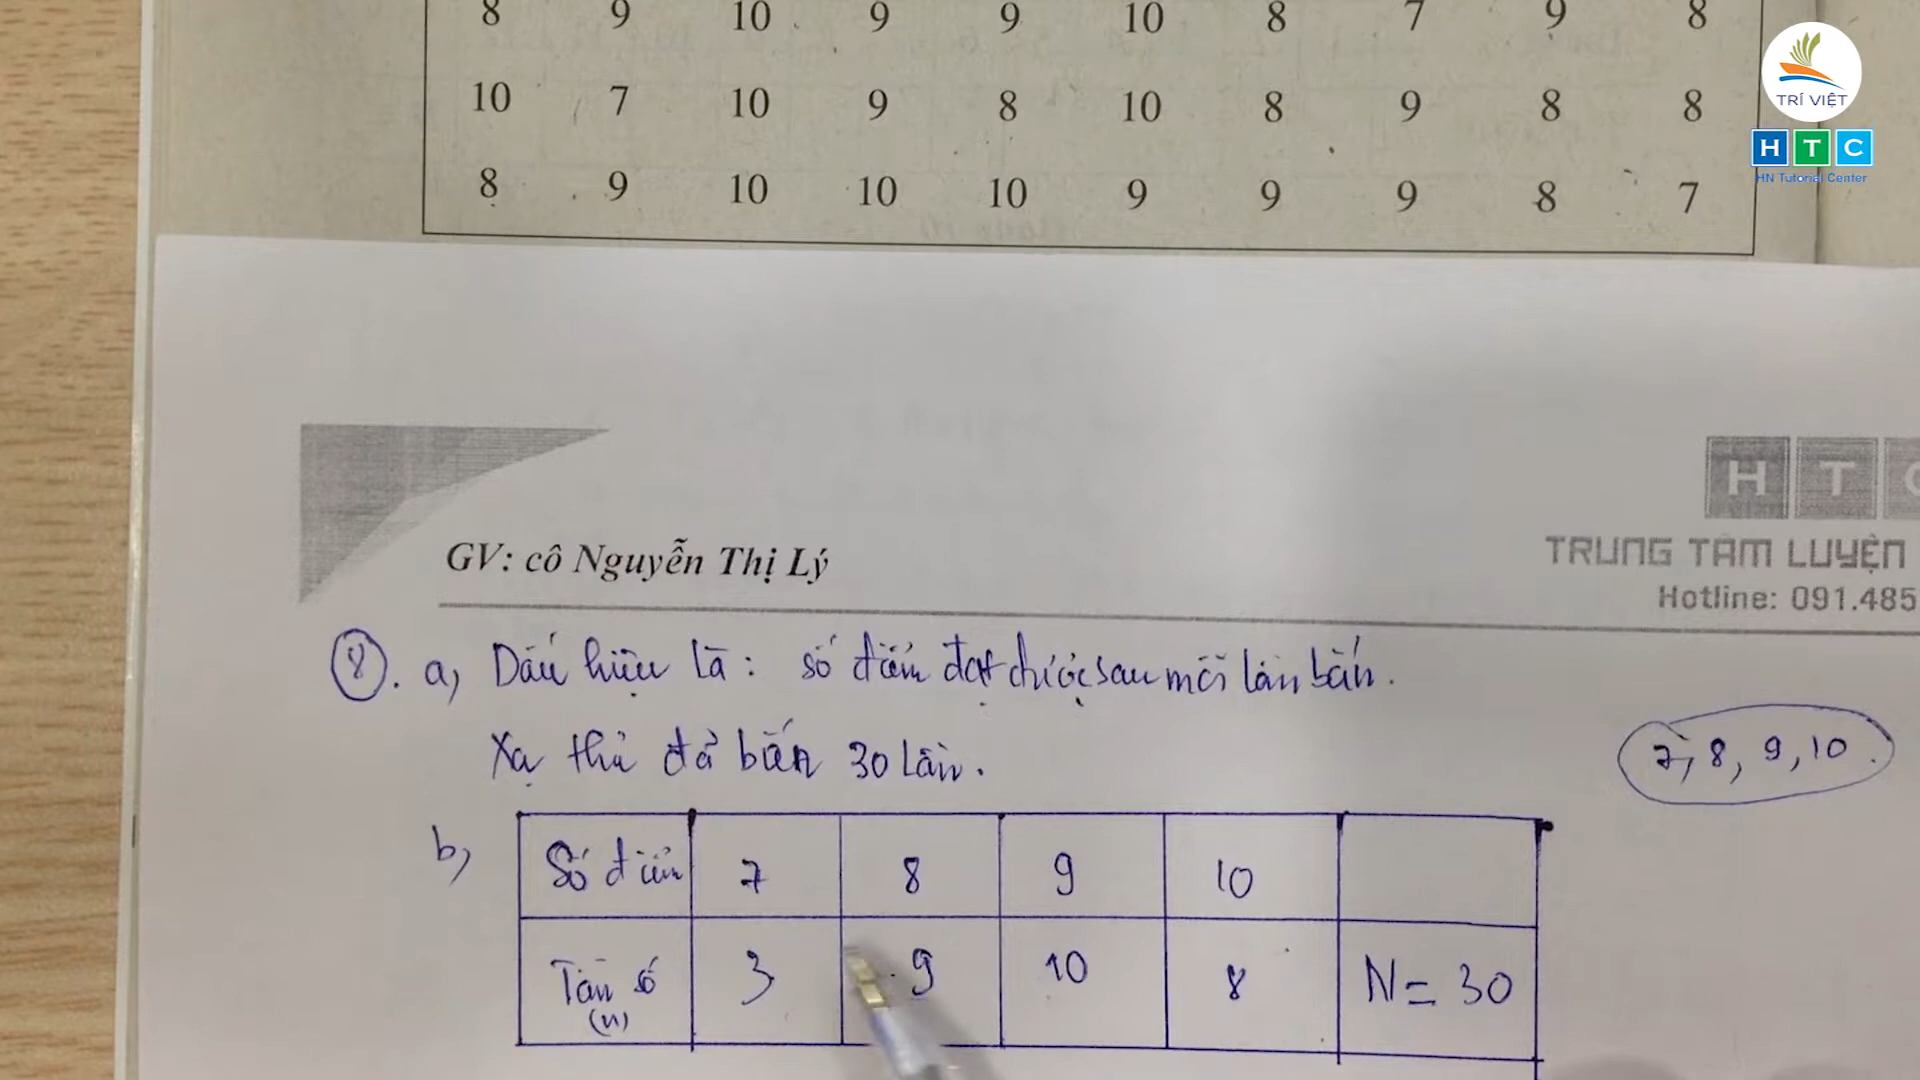 8 9 10 9 9 10 8 7 9 8
10 7 10 9 8 10 8 9 8 8
8 9 10 10 10 9 9 9 8 7
TRÍ VIỆT
H T C
HN Tutorial Center
H T C
GV: cô Nguyễn Thị Lý
TRUNG TÂM LUYỆN
Hotline: 091.485
8. a, Dấu hiệu là: số điểm đạt được sau mỗi lần bắn.
Xạ thủ đã bắn 30 lần.
7, 8, 9, 10
b,
Số điểm 7 8 9 10
Tần số (n) 3 9 10 8 N = 30